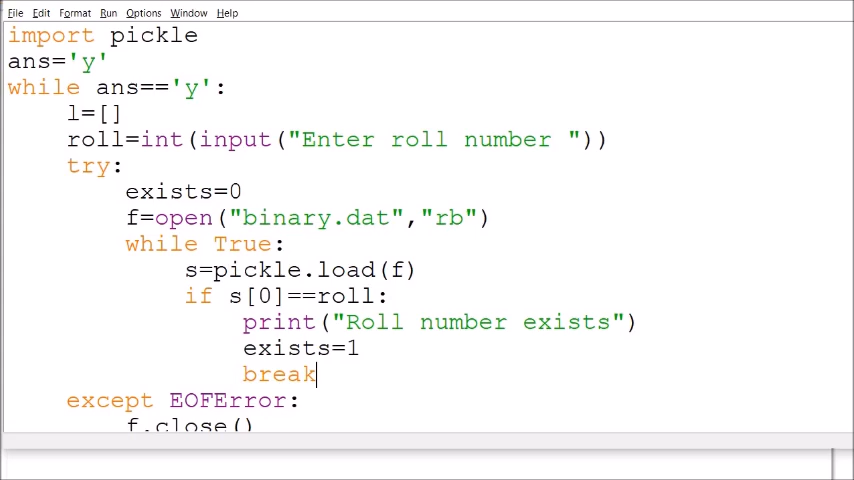 File Edit Format Run Options Window Help
import pickle
ans='y'
while ans=='y':
    l=[]
    roll=int(input("Enter roll number "))
    try:
        exists=0
        f=open("binary.dat","rb")
        while True:
            s=pickle.load(f)
            if s[0]==roll:
                print("Roll number exists")
                exists=1
                break
    except EOFError:
        f.close()